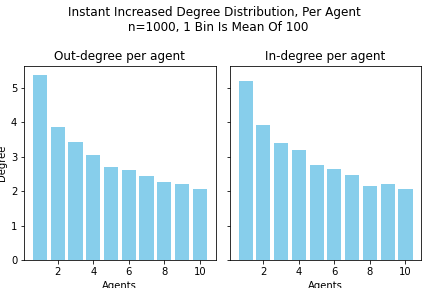 Instant Increased Degree Distribution, Per Agent
n=1000, 1 Bin Is Mean Of 100
Out-degree per agent
In-degree per agent
Degree
5
4
3
2
1
0
2 4 6 8 10
2 4 6 8 10
Agents
Agents